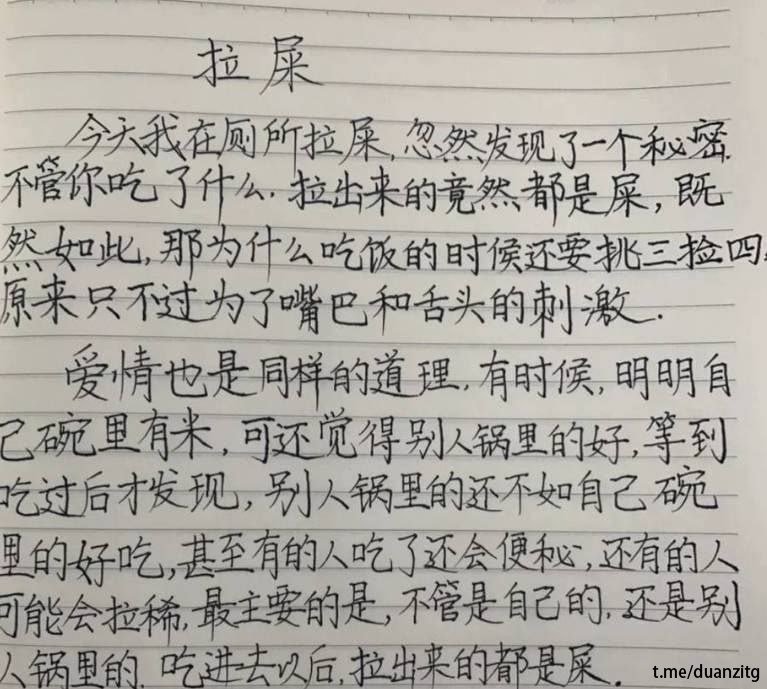 拉屎
今天我在厕所拉屎,忽然发现了一个秘密.
不管你吃了什么.拉出来的竟然都是屎,既
然如此,那为什么吃饭的时候还要挑三捡四,
原来只不过为了嘴巴和舌头的刺激.
爱情也是同样的道理.有时候,明明自
己碗里有米,可还觉得别人锅里的好,等到
吃过后才发现,别人锅里的还不如自己碗
里的好吃,甚至有的人吃了还会便秘,还有的人
可能会拉稀,最主要的是,不管是自己的,还是别
人锅里的.吃进去以后,拉出来的都是屎.
t.me/duanzitg